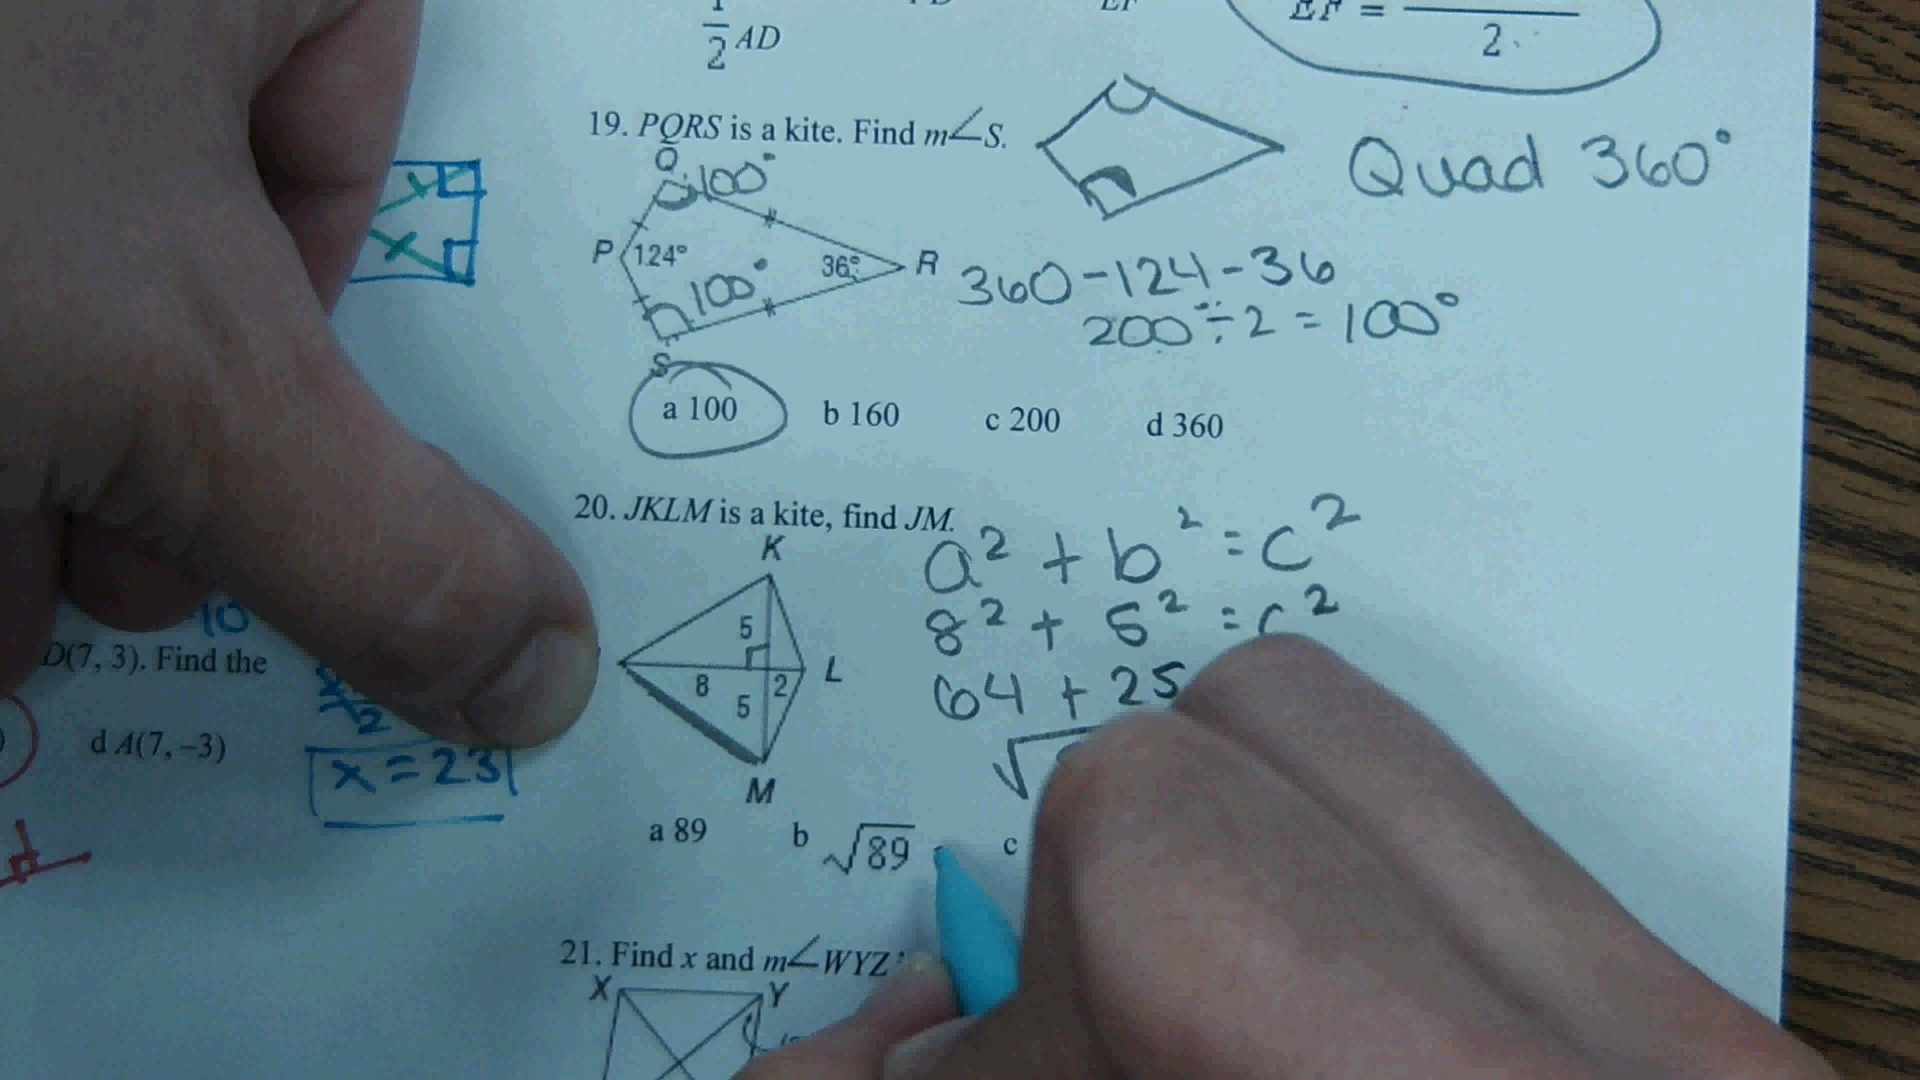 1/2 AD
EF = 2
19. PQRS is a kite. Find m∠S.
Quad 360°
Q 100°
P 124°
36° R
100°
S
360 - 124 - 36
200 ÷ 2 = 100°
a 100 b 160 c 200 d 360
20. JKLM is a kite, find JM.
K
5
8 2 L
5
M
a² + b² = c²
8² + 5² = c²
64 + 25
a 89 b √89 c
10
D(7, 3). Find the
d A(7, –3)
2
x = 23
21. Find x and m∠WYZ
X Y